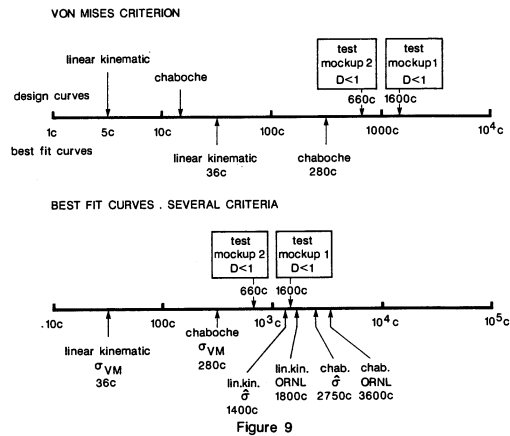 VON MISES CRITERION
linear kinematic
chaboche
test
mockup 2
D<1
test
mockup 1
D<1
design curves
660c
1600c
1c
5c
10c
100c
1000c
10⁴c
best fit curves
linear kinematic
36c
chaboche
280c
BEST FIT CURVES . SEVERAL CRITERIA
test
mockup 2
D<1
test
mockup 1
D<1
660c
1600c
.10c
100c
10³c
10⁴c
10⁵c
linear kinematic
σVM
36c
chaboche
σVM
280c
lin.kin.
σ̂
1400c
lin.kin.
ORNL
1800c
chab.
σ̂
2750c
chab.
ORNL
3600c
Figure 9